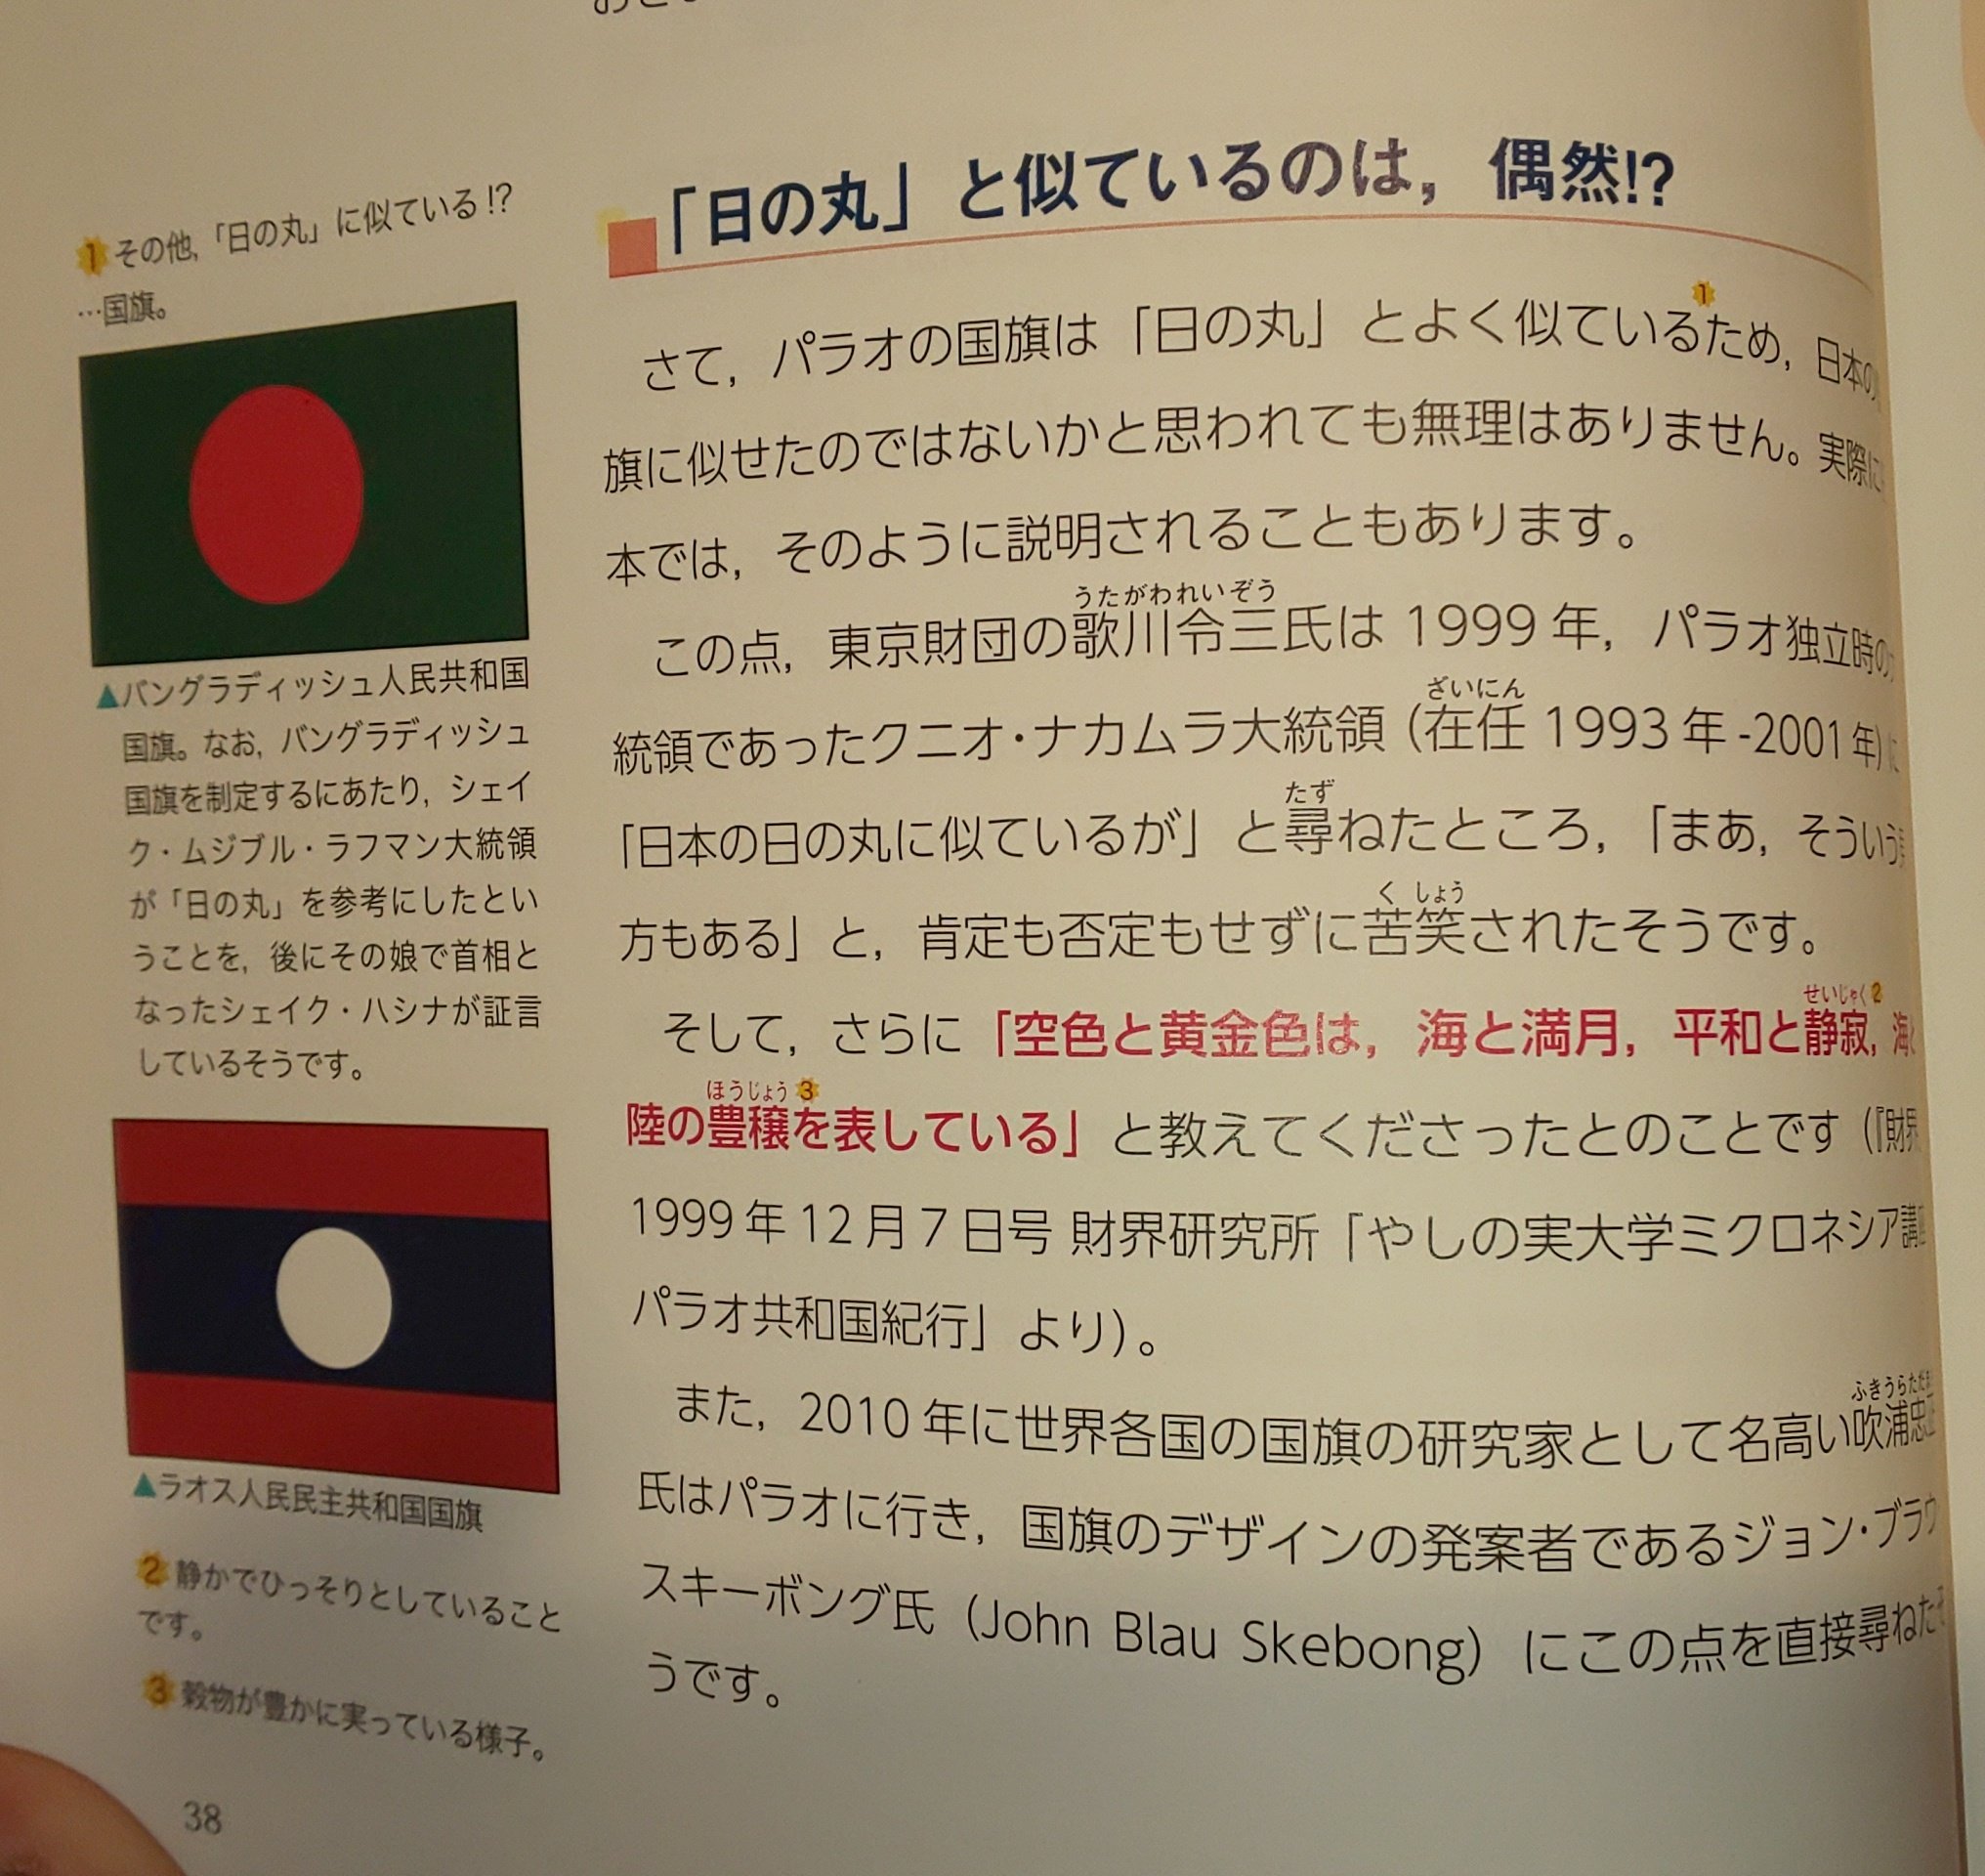 「日の丸」と似ているのは，偶然!?
さて，パラオの国旗は「日の丸」とよく似ている1ため，日本の
旗に似せたのではないかと思われても無理はありません。実際に
本では，そのように説明されることもあります。
うたがわれいぞう
この点，東京財団の歌川令三氏は 1999 年，パラオ独立時の
ざいにん
統領であったクニオ・ナカムラ大統領（在任 1993 年 -2001 年）に
たず
「日本の日の丸に似ているが」と尋ねたところ，「まあ，そういう
く しょう
方もある」と，肯定も否定もせずに苦笑されたそうです。
せいじゃく 2
そして，さらに「空色と黄金色は，海と満月，平和と静寂，海と
ほうじょう 3
陸の豊穣を表している」と教えてくださったとのことです（『財界
1999 年 12 月 7 日号 財界研究所「やしの実大学ミクロネシア講
パラオ共和国紀行」より）。
ふきうらただ
また，2010 年に世界各国の国旗の研究家として名高い吹浦忠正
氏はパラオに行き，国旗のデザインの発案者であるジョン・ブラウ
スキーボング氏（John Blau Skebong）にこの点を直接尋ねたそ
うです。
1 その他，「日の丸」に似ている!?
…国旗。
▲バングラディッシュ人民共和国
国旗。なお，バングラディッシュ
国旗を制定するにあたり，シェイ
ク・ムジブル・ラフマン大統領
が「日の丸」を参考にしたとい
うことを，後にその娘で首相と
なったシェイク・ハシナが証言
しているそうです。
▲ラオス人民民主共和国国旗
2 静かでひっそりとしていること
です。
3 穀物が豊かに実っている様子。
38